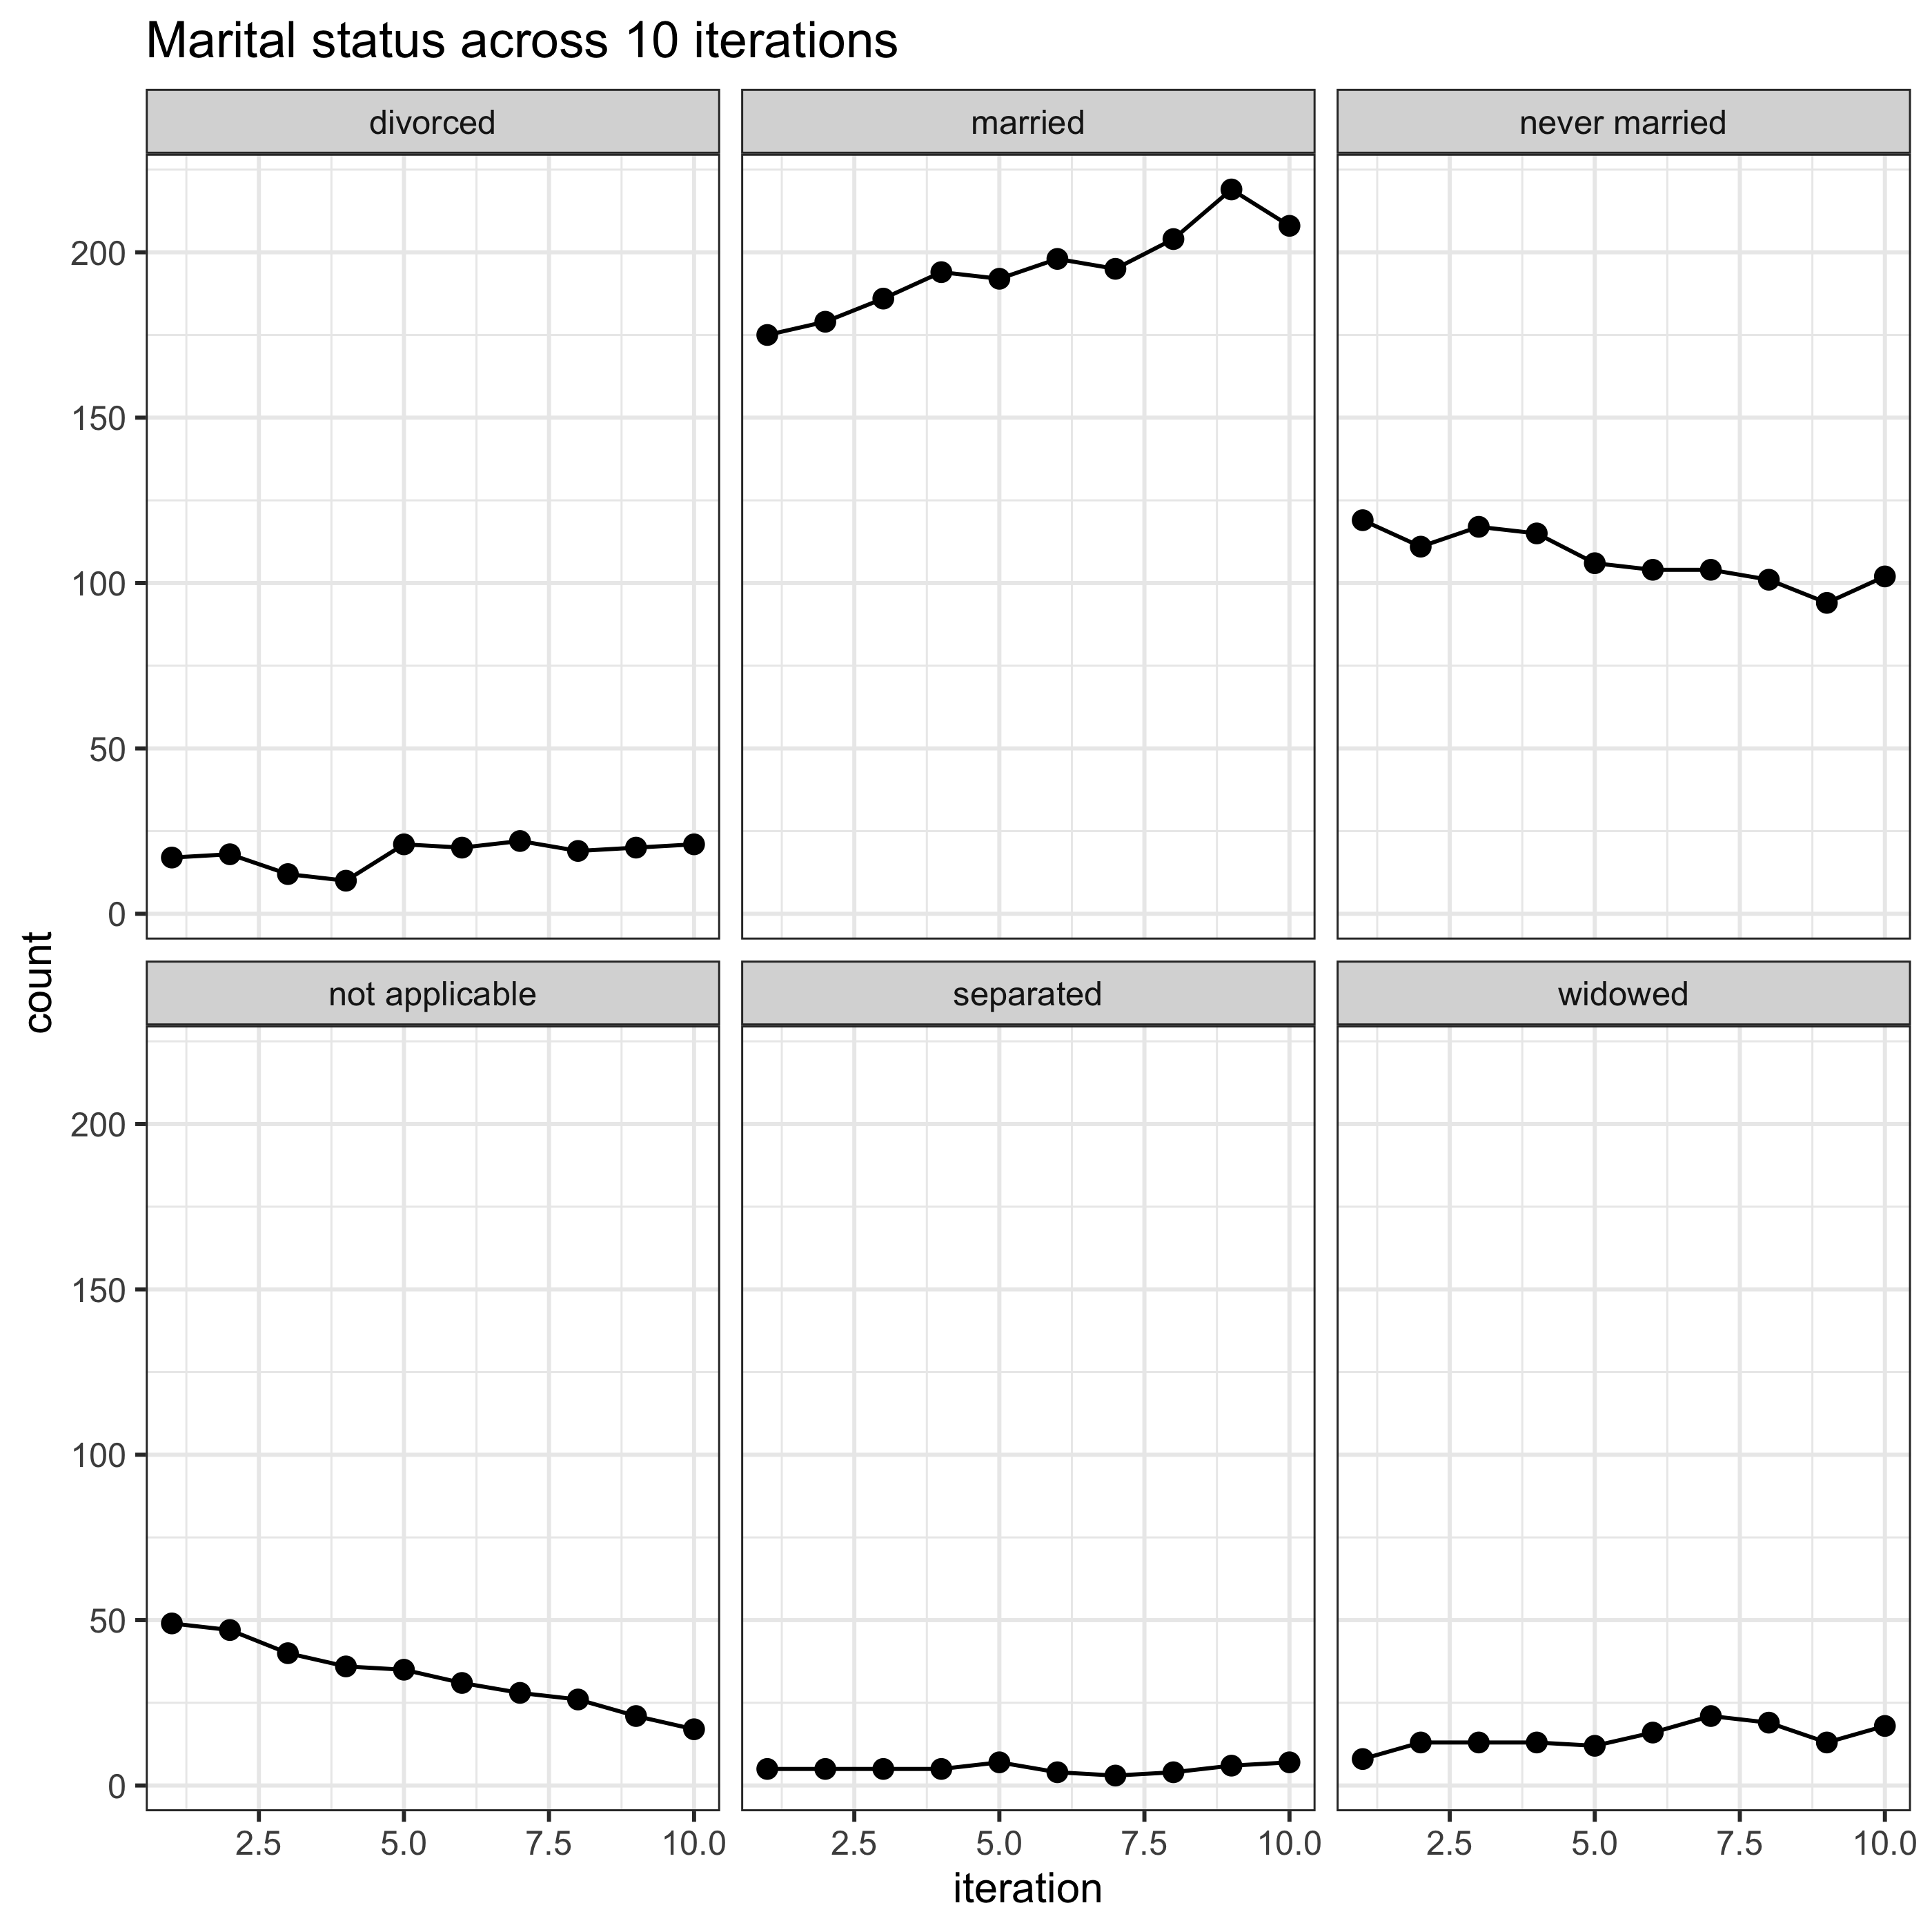 Marital status across 10 iterations
divorced
married
never married
200
150
100
50
0
count
not applicable
separated
widowed
200
150
100
50
0
2.5 5.0 7.5 10.0 2.5 5.0 7.5 10.0 2.5 5.0 7.5 10.0
iteration